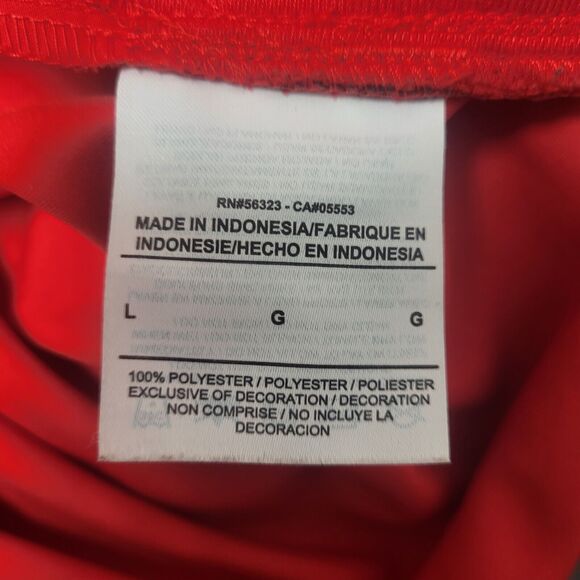 RN#56323 - CA#05553
MADE IN INDONESIA/FABRIQUE EN
INDONESIE/HECHO EN INDONESIA
L G G
100% POLYESTER / POLYESTER / POLIESTER
EXCLUSIVE OF DECORATION / DECORATION
NON COMPRISE / NO INCLUYE LA
DECORACION